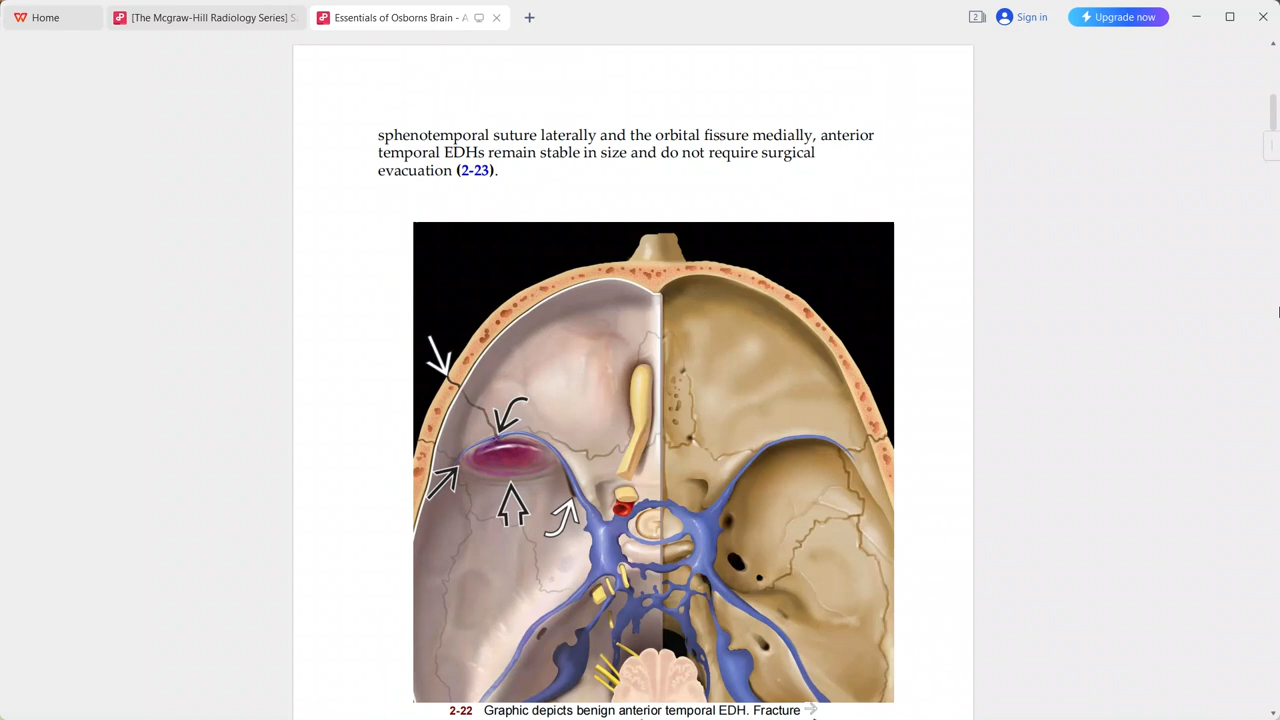 Home
[The Mcgraw-Hill Radiology Series] S.
Essentials of Osborns Brain - A
2
Sign in
Upgrade now
sphenotemporal suture laterally and the orbital fissure medially, anterior
temporal EDHs remain stable in size and do not require surgical
evacuation (2-23).
2-22 Graphic depicts benign anterior temporal EDH. Fracture